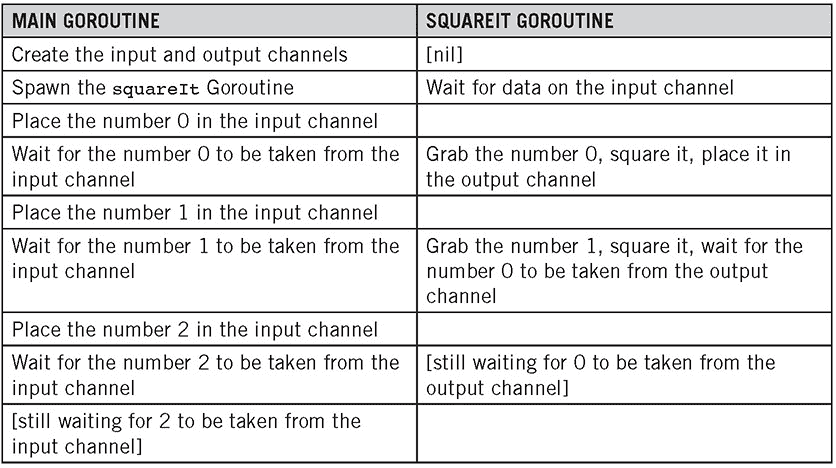 MAIN GOROUTINE
SQUAREIT GOROUTINE
Create the input and output channels
[nil]
Spawn the squareIt Goroutine
Wait for data on the input channel
Place the number 0 in the input channel
Wait for the number 0 to be taken from the
input channel
Grab the number 0, square it, place it in
the output channel
Place the number 1 in the input channel
Wait for the number 1 to be taken from the
input channel
Grab the number 1, square it, wait for the
number 0 to be taken from the output
channel
Place the number 2 in the input channel
Wait for the number 2 to be taken from the
input channel
[still waiting for 0 to be taken from the
output channel]
[still waiting for 2 to be taken from the
input channel]